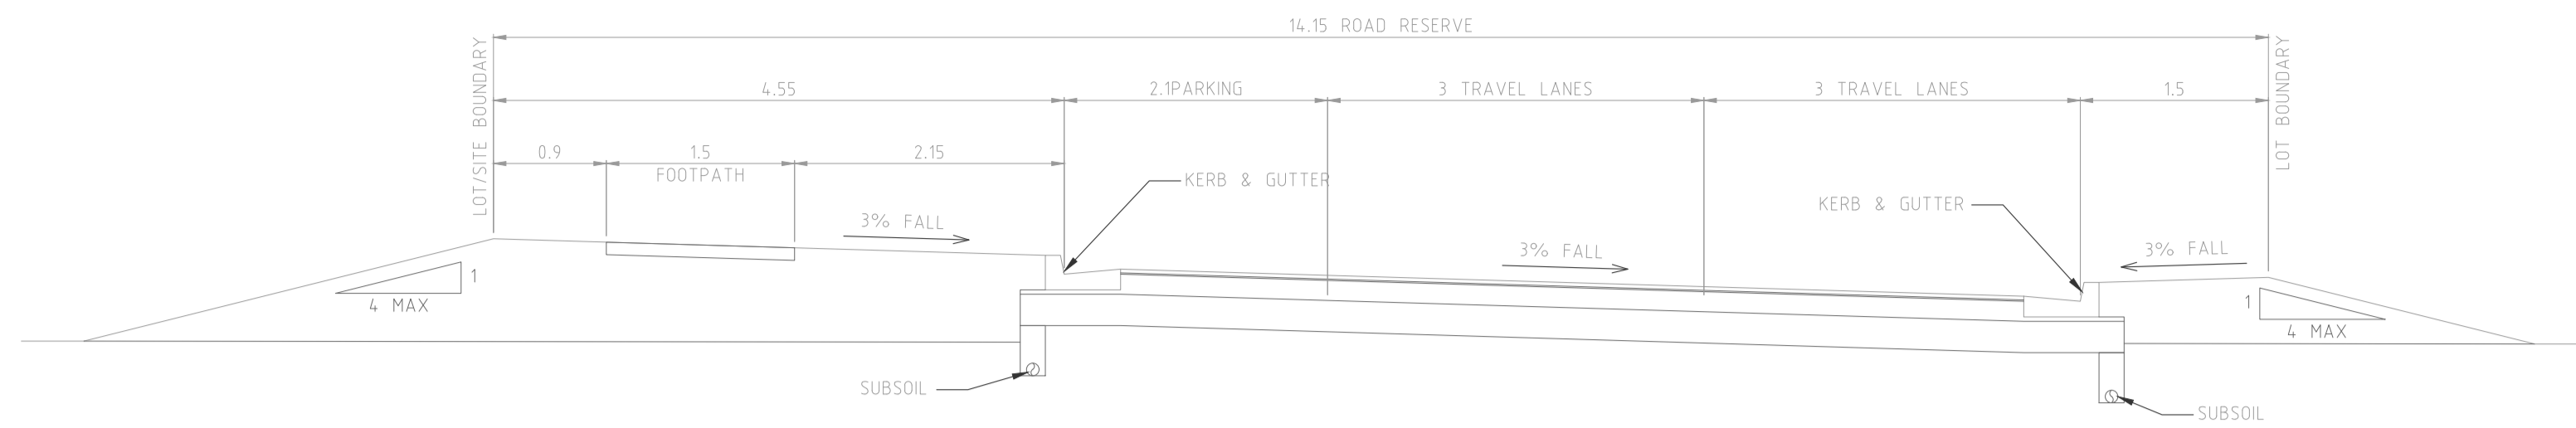 14.15 ROAD RESERVE
LOT/SITE BOUNDARY
LOT BOUNDARY
4.55
2.1PARKING
3 TRAVEL LANES
3 TRAVEL LANES
1.5
0.9
1.5
FOOTPATH
2.15
KERB & GUTTER
KERB & GUTTER
3% FALL
3% FALL
3% FALL
1
4 MAX
1
4 MAX
SUBSOIL
SUBSOIL